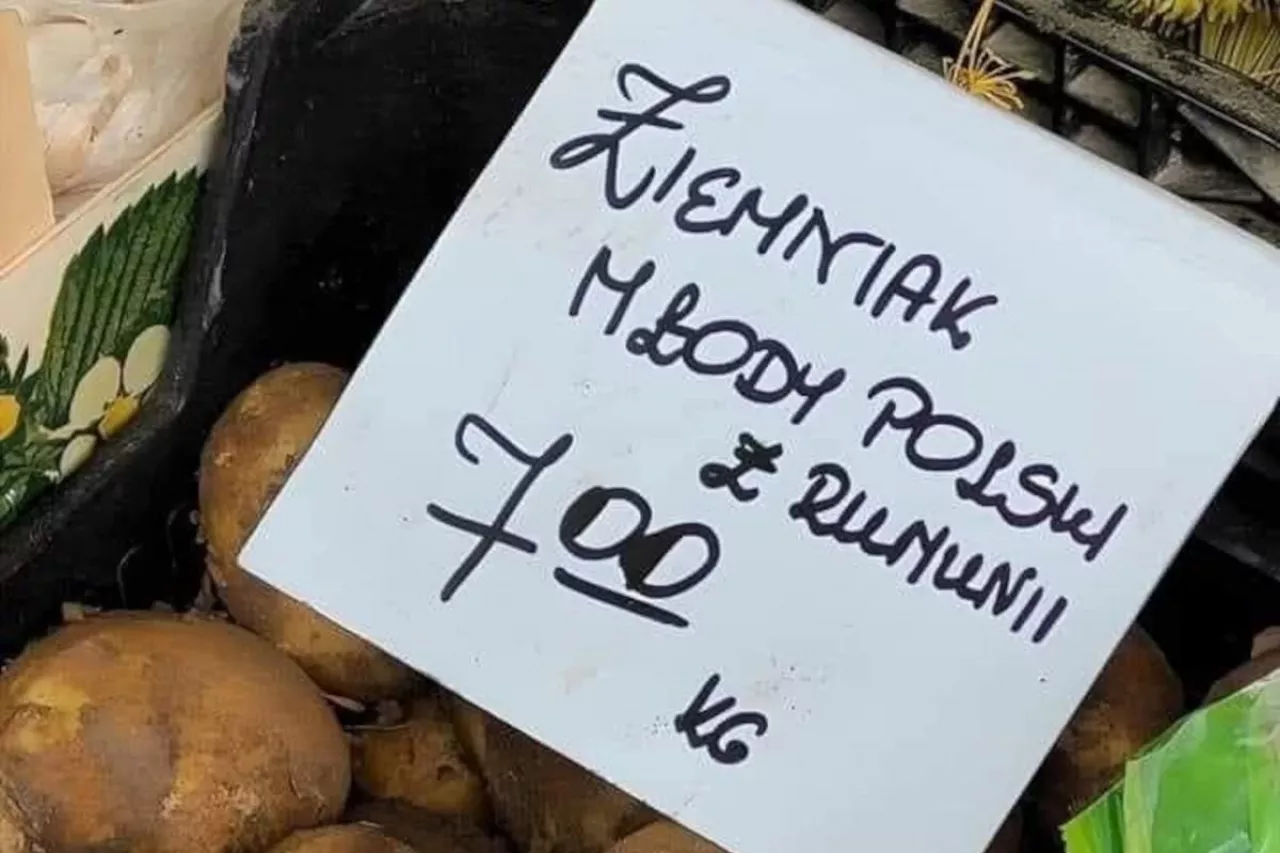 ZIEMNIAK
MŁODY POLSKI
Z RUMUNII
7 00
KG